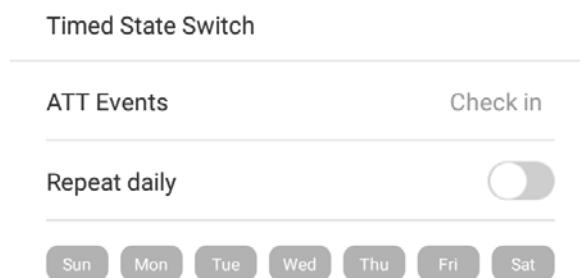 Timed State Switch
ATT Events Check in
Repeat daily
Sun Mon Tue Wed Thu Fri Sat